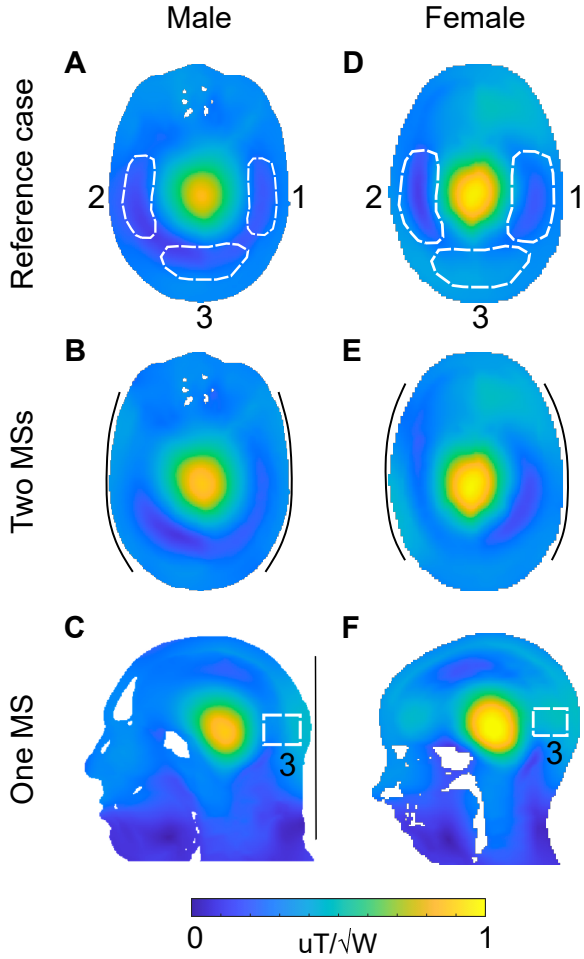 Male Female
Reference case
A D
2 1 2 1
3 3
Two MSs
B E
One MS
C F
3 3
0 uT/√W 1